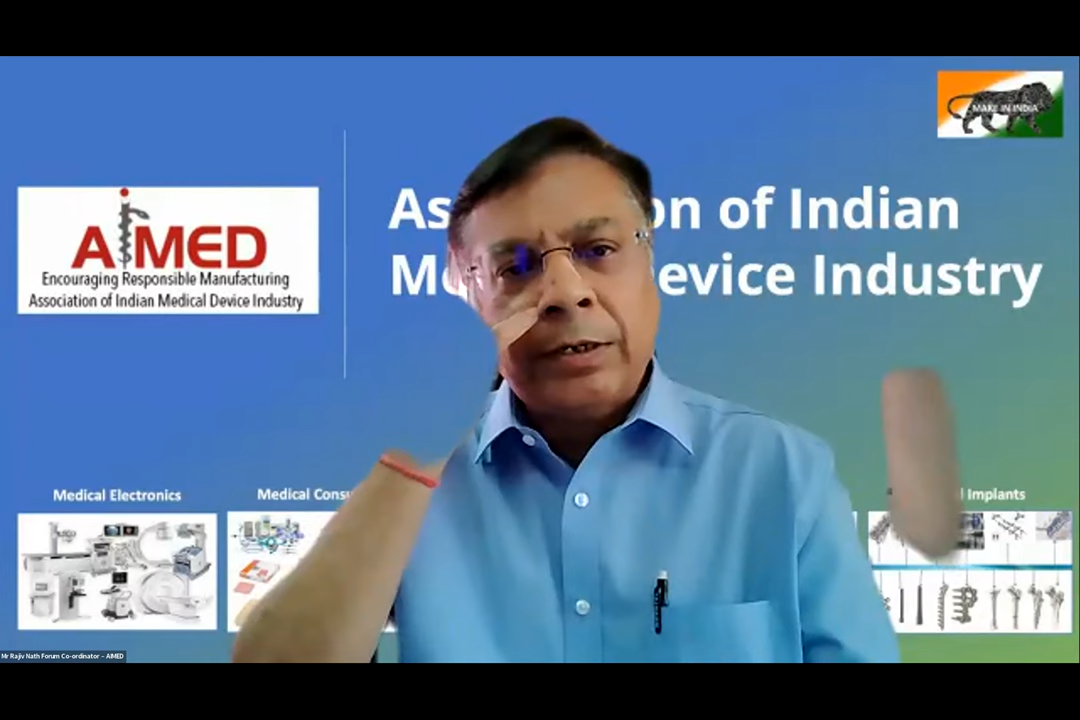 MAKE IN INDIA
AiMED
Encouraging Responsible Manufacturing
Association of Indian Medical Device Industry
As on of Indian
M evice Industry
Medical Electronics
Medical Consu
l Implants
Mr Rajiv Nath Forum Co-ordinator - AIMED